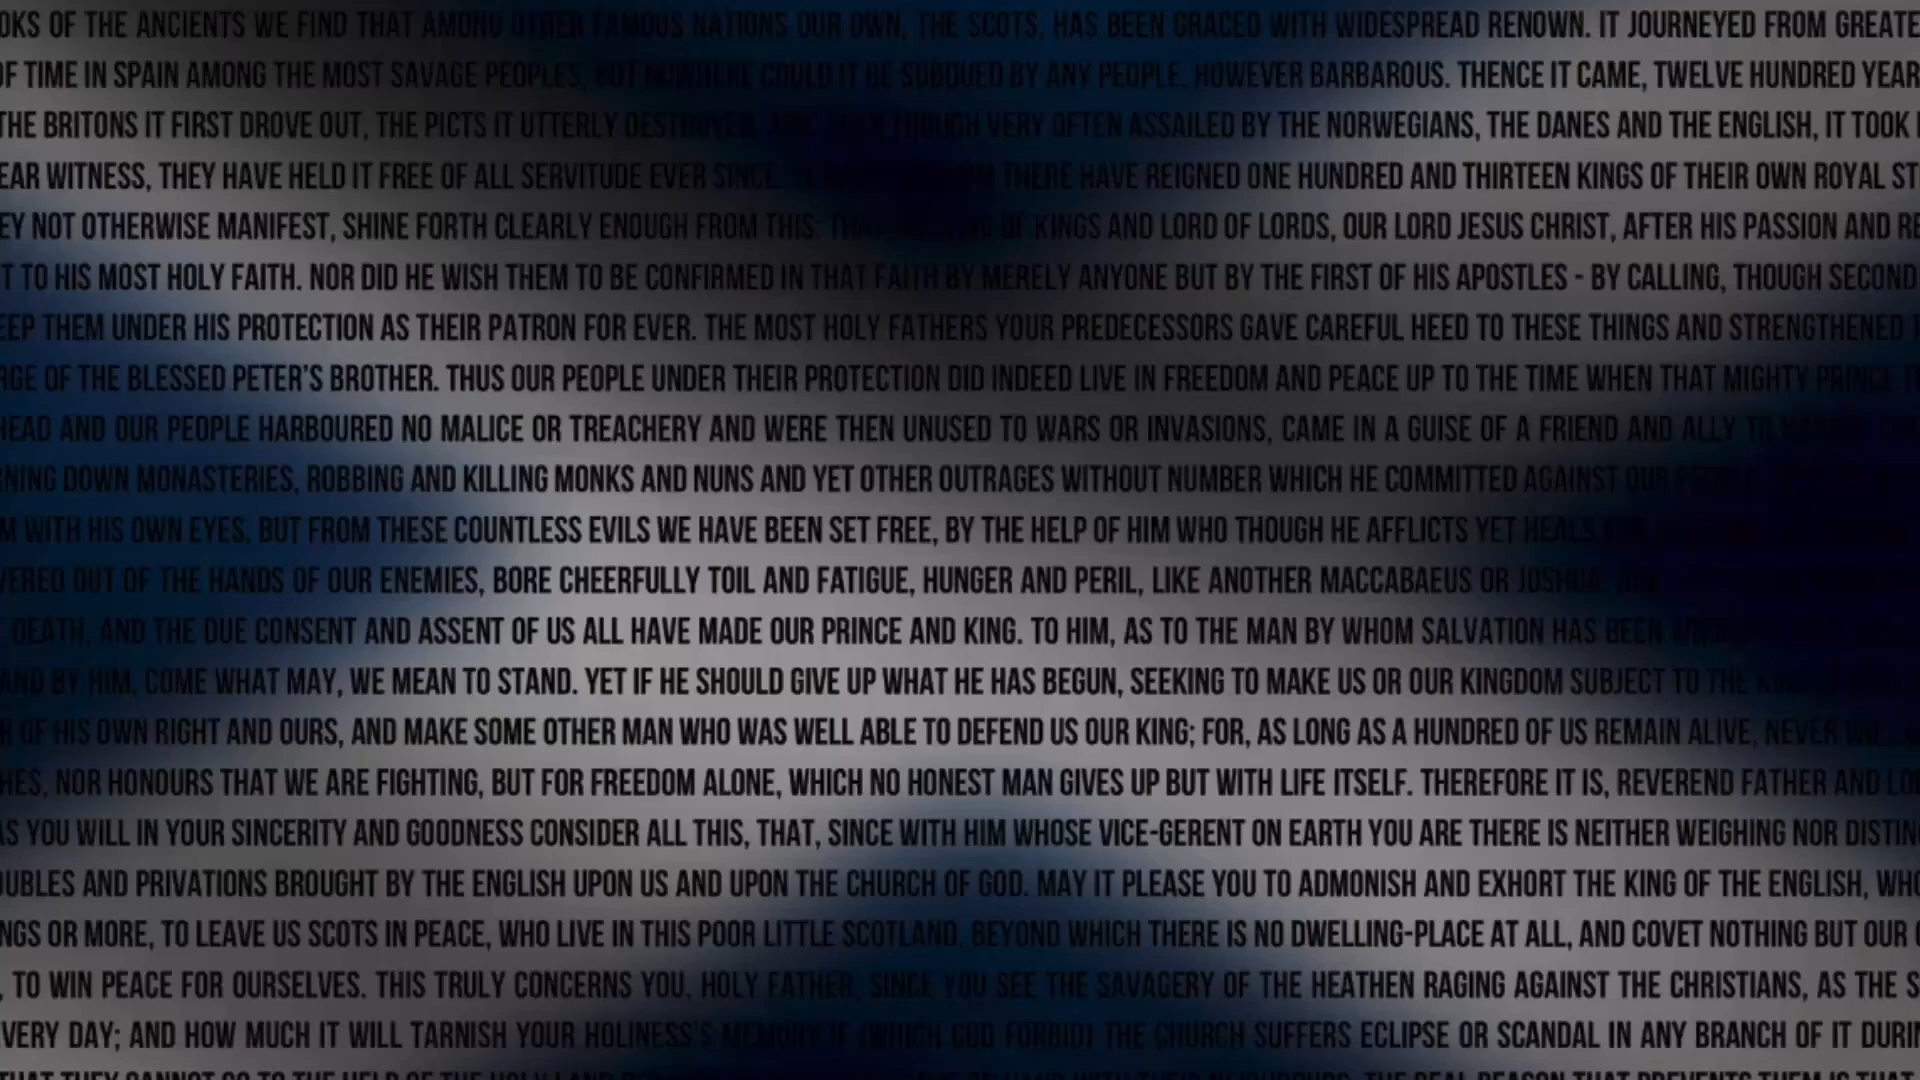 OKS OF THE ANCIENTS WE FIND THAT AMONG OTHER FAMOUS NATIONS OUR OWN, THE SCOTS, HAS BEEN GRACED WITH WIDESPREAD RENOWN. IT JOURNEYED FROM GREATE
OF TIME IN SPAIN AMONG THE MOST SAVAGE PEOPLES, BUT NOWHERE COULD IT BE SUBDUED BY ANY PEOPLE, HOWEVER BARBAROUS. THENCE IT CAME, TWELVE HUNDRED YEAR
THE BRITONS IT FIRST DROVE OUT, THE PICTS IT UTTERLY DESTROYED, THOUGH VERY OFTEN ASSAILED BY THE NORWEGIANS, THE DANES AND THE ENGLISH, IT TOOK
EAR WITNESS, THEY HAVE HELD IT FREE OF ALL SERVITUDE EVER SINCE. THERE HAVE REIGNED ONE HUNDRED AND THIRTEEN KINGS OF THEIR OWN ROYAL ST
EY NOT OTHERWISE MANIFEST, SHINE FORTH CLEARLY ENOUGH FROM THIS: OF KINGS AND LORD OF LORDS, OUR LORD JESUS CHRIST, AFTER HIS PASSION AND RE
T TO HIS MOST HOLY FAITH. NOR DID HE WISH THEM TO BE CONFIRMED IN THAT FAITH BY MERELY ANYONE BUT BY THE FIRST OF HIS APOSTLES - BY CALLING, THOUGH SECOND
EEP THEM UNDER HIS PROTECTION AS THEIR PATRON FOR EVER. THE MOST HOLY FATHERS YOUR PREDECESSORS GAVE CAREFUL HEED TO THESE THINGS AND STRENGTHENED T
RGE OF THE BLESSED PETER'S BROTHER. THUS OUR PEOPLE UNDER THEIR PROTECTION DID INDEED LIVE IN FREEDOM AND PEACE UP TO THE TIME WHEN THAT MIGHTY PRINCE
HEAD AND OUR PEOPLE HARBOURED NO MALICE OR TREACHERY AND WERE THEN UNUSED TO WARS OR INVASIONS, CAME IN A GUISE OF A FRIEND AND ALLY TO
NING DOWN MONASTERIES, ROBBING AND KILLING MONKS AND NUNS AND YET OTHER OUTRAGES WITHOUT NUMBER WHICH HE COMMITTED AGAINST OUR
M WITH HIS OWN EYES. BUT FROM THESE COUNTLESS EVILS WE HAVE BEEN SET FREE, BY THE HELP OF HIM WHO THOUGH HE AFFLICTS YET HEALS
VERED OUT OF THE HANDS OF OUR ENEMIES, BORE CHEERFULLY TOIL AND FATIGUE, HUNGER AND PERIL, LIKE ANOTHER MACCABAEUS OR JOSHUA
DEATH, AND THE DUE CONSENT AND ASSENT OF US ALL HAVE MADE OUR PRINCE AND KING. TO HIM, AS TO THE MAN BY WHOM SALVATION HAS BEEN
AND BY HIM, COME WHAT MAY, WE MEAN TO STAND. YET IF HE SHOULD GIVE UP WHAT HE HAS BEGUN, SEEKING TO MAKE US OR OUR KINGDOM SUBJECT TO THE
R OF HIS OWN RIGHT AND OURS, AND MAKE SOME OTHER MAN WHO WAS WELL ABLE TO DEFEND US OUR KING; FOR, AS LONG AS A HUNDRED OF US REMAIN ALIVE, NEVER
HES, NOR HONOURS THAT WE ARE FIGHTING, BUT FOR FREEDOM ALONE, WHICH NO HONEST MAN GIVES UP BUT WITH LIFE ITSELF. THEREFORE IT IS, REVEREND FATHER AND LO
AS YOU WILL IN YOUR SINCERITY AND GOODNESS CONSIDER ALL THIS, THAT, SINCE WITH HIM WHOSE VICE-GERENT ON EARTH YOU ARE THERE IS NEITHER WEIGHING NOR DISTIN
OUBLES AND PRIVATIONS BROUGHT BY THE ENGLISH UPON US AND UPON THE CHURCH OF GOD. MAY IT PLEASE YOU TO ADMONISH AND EXHORT THE KING OF THE ENGLISH, WHO
NGS OR MORE, TO LEAVE US SCOTS IN PEACE, WHO LIVE IN THIS POOR LITTLE SCOTLAND, BEYOND WHICH THERE IS NO DWELLING-PLACE AT ALL, AND COVET NOTHING BUT OUR
, TO WIN PEACE FOR OURSELVES. THIS TRULY CONCERNS YOU, HOLY FATHER, SINCE YOU SEE THE SAVAGERY OF THE HEATHEN RAGING AGAINST THE CHRISTIANS, AS THE S
VERY DAY; AND HOW MUCH IT WILL TARNISH YOUR HOLINESS'S MEMORY IF (WHICH GOD FORBID) THE CHURCH SUFFERS ECLIPSE OR SCANDAL IN ANY BRANCH OF IT DURIN
THAT THEY CANNOT GO TO THE HELP OF THE HOLY LAND THE REAL REASON THAT PREVENTS THEM IS THAT